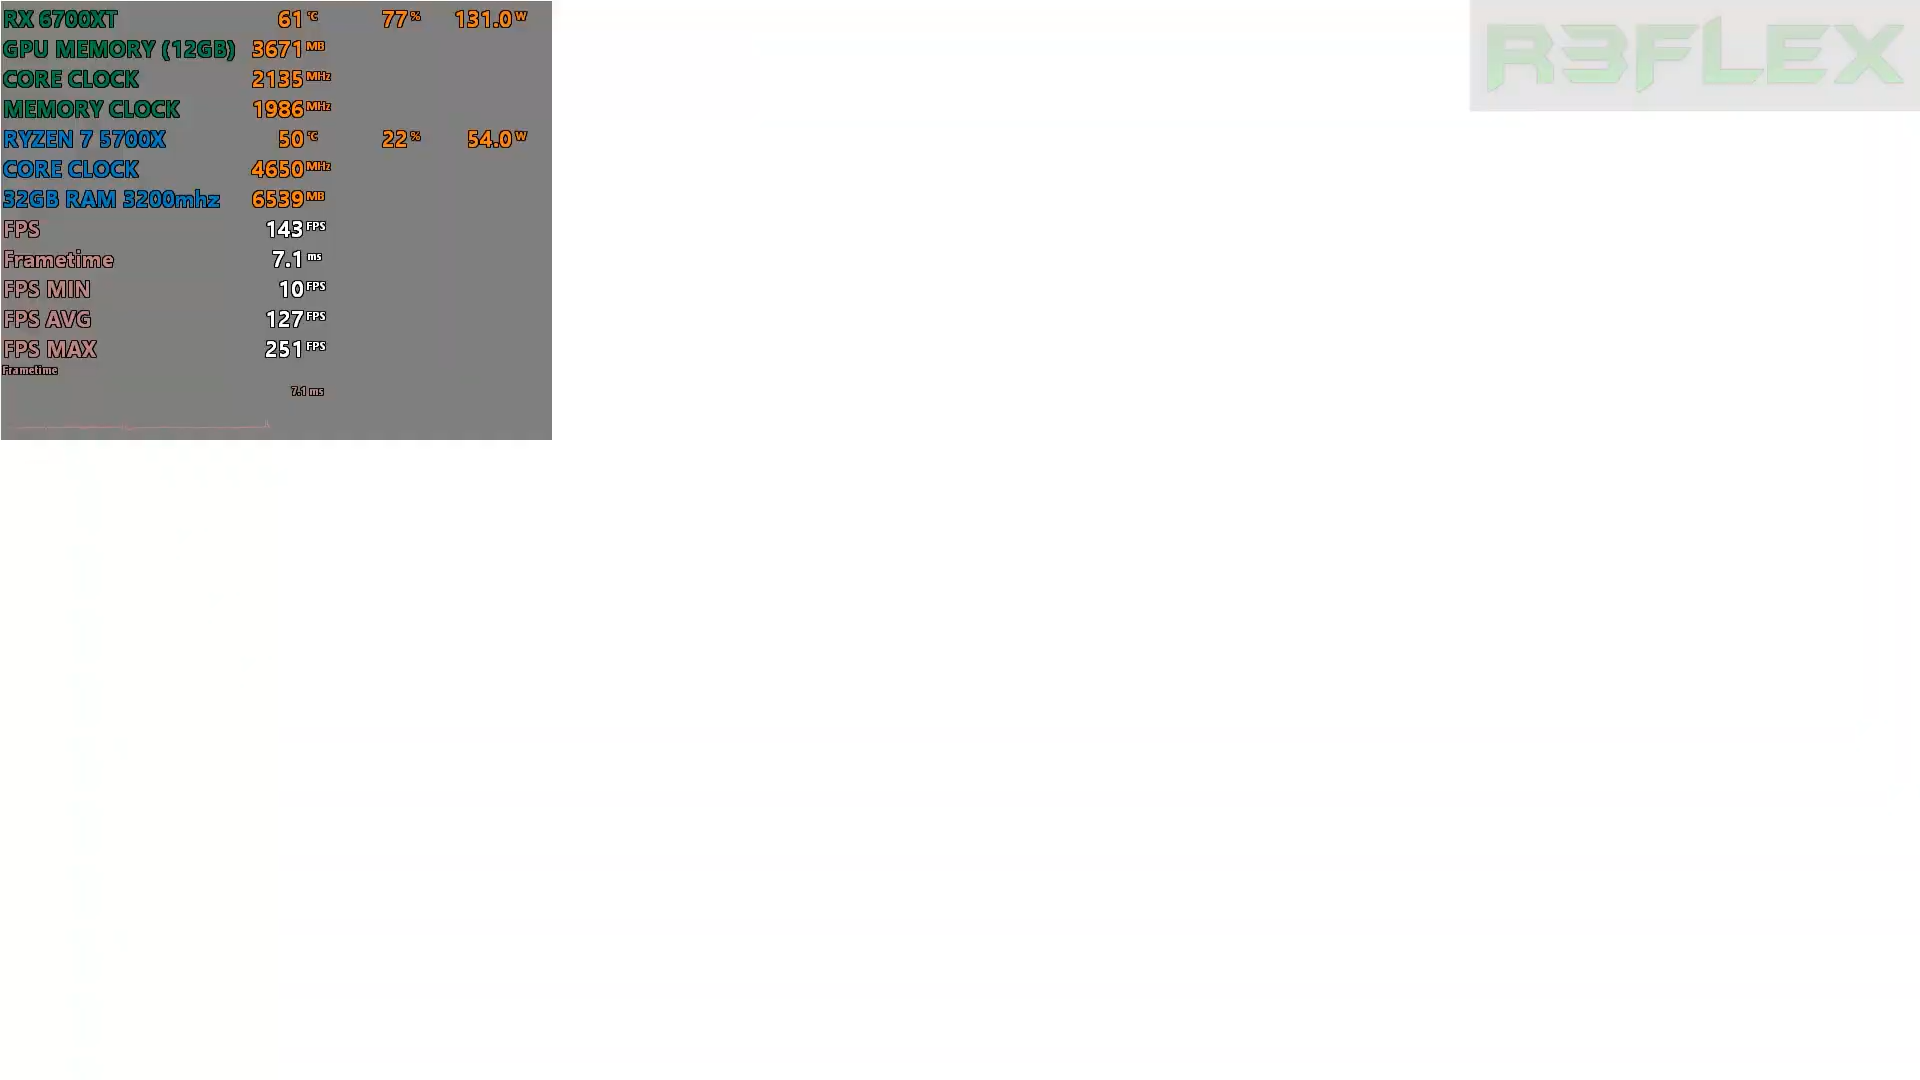 RX 6700XT 61 °C 77 % 131.0 W
GPU MEMORY (12GB) 3671 MB
CORE CLOCK 2135 MHz
MEMORY CLOCK 1986 MHz
RYZEN 7 5700X 50 °C 22 % 54.0 W
CORE CLOCK 4650 MHz
32GB RAM 3200mhz 6539 MB
FPS 143 FPS
Frametime 7.1 ms
FPS MIN 10 FPS
FPS AVG 127 FPS
FPS MAX 251 FPS
Frametime
7.1 ms
R3FLEX